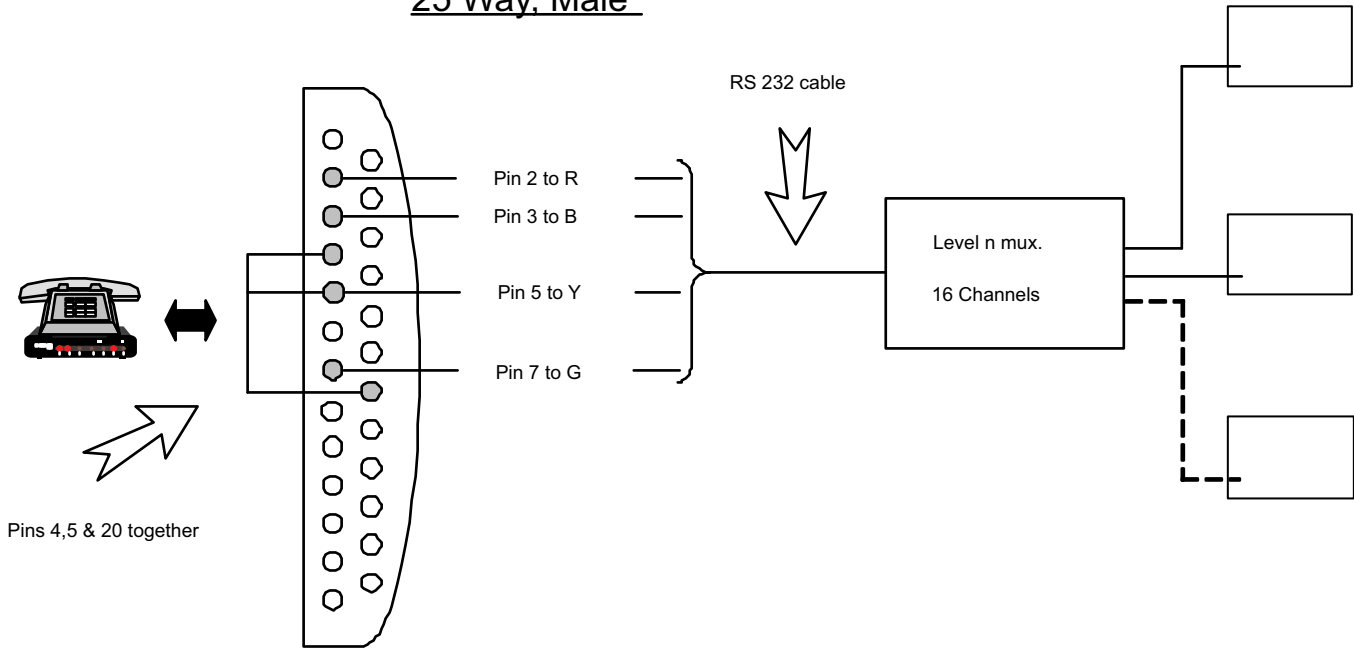 25 Way, Male
RS 232 cable
Pin 2 to R
Pin 3 to B
Pin 5 to Y
Pin 7 to G
Level n mux.
16 Channels
Pins 4,5 & 20 together